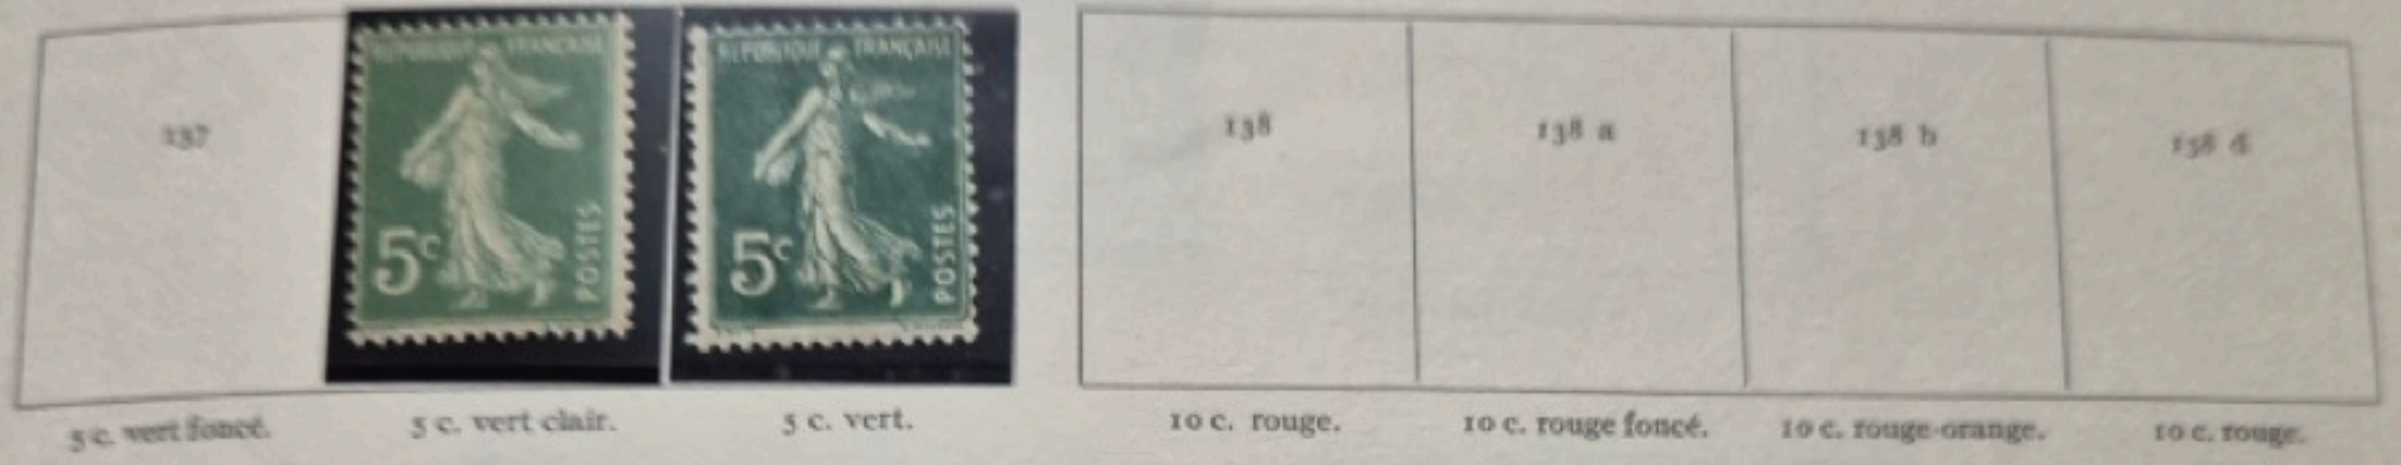 137
RÉPUBLIQUE FRANÇAISE
5c
POSTES
RÉPUBLIQUE FRANÇAISE
5c
POSTES
138
138 a
138 b
138 d
5 c. vert foncé.
5 c. vert clair.
5 c. vert.
10 c. rouge.
10 c. rouge foncé.
10 c. rouge-orange.
10 c. rouge.